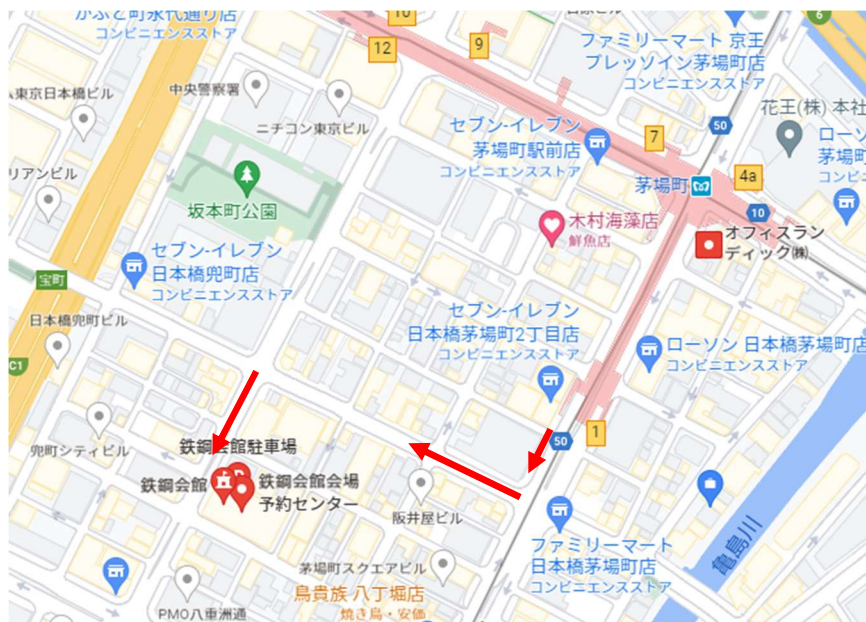 かぶと町永代通り店
コンビニエンスストア
10
12
9
ファミリーマート 京王
プレッソイン茅場町店
コンビニエンスストア
6
中央警察署
東京日本橋ビル
ニチコン東京ビル
セブン-イレブン
茅場町駅前店
コンビニエンスストア
7
50
花王(株) 本社
ローソ
茅場町
コンビニ
リアンビル
坂本町公園
茅場町
4a
10
木村海藻店
鮮魚店
オフィスラン
ディック㈱
セブン-イレブン
日本橋兜町店
コンビニエンスストア
宝町
日本橋兜町ビル
セブン-イレブン
日本橋茅場町2丁目店
コンビニエンスストア
ローソン 日本橋茅場町店
コンビニエンスストア
C1
兜町シティビル
鉄鋼会館駐車場
50
1
鉄鋼会館
鉄鋼会館会場
予約センター
阪井屋ビル
ファミリーマート
日本橋茅場町店
コンビニエンスストア
亀島川
茅場町スクエアビル
鳥貴族 八丁堀店
焼き鳥・安価
PMO八重洲通